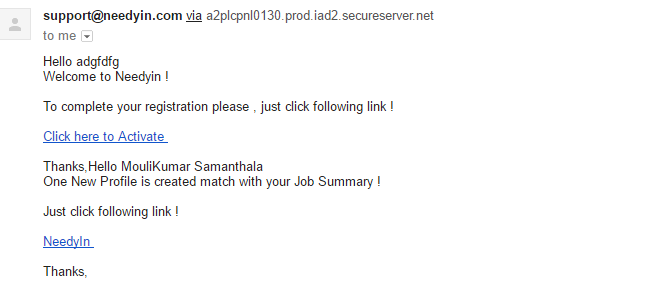 support@needyin.com via a2plcpnl0130.prod.iad2.secureserver.net
to me
Hello adgfdfg
Welcome to Needyin !
To complete your registration please , just click following link !
Click here to Activate
Thanks,Hello MouliKumar Samanthala
One New Profile is created match with your Job Summary !
Just click following link !
NeedyIn
Thanks,